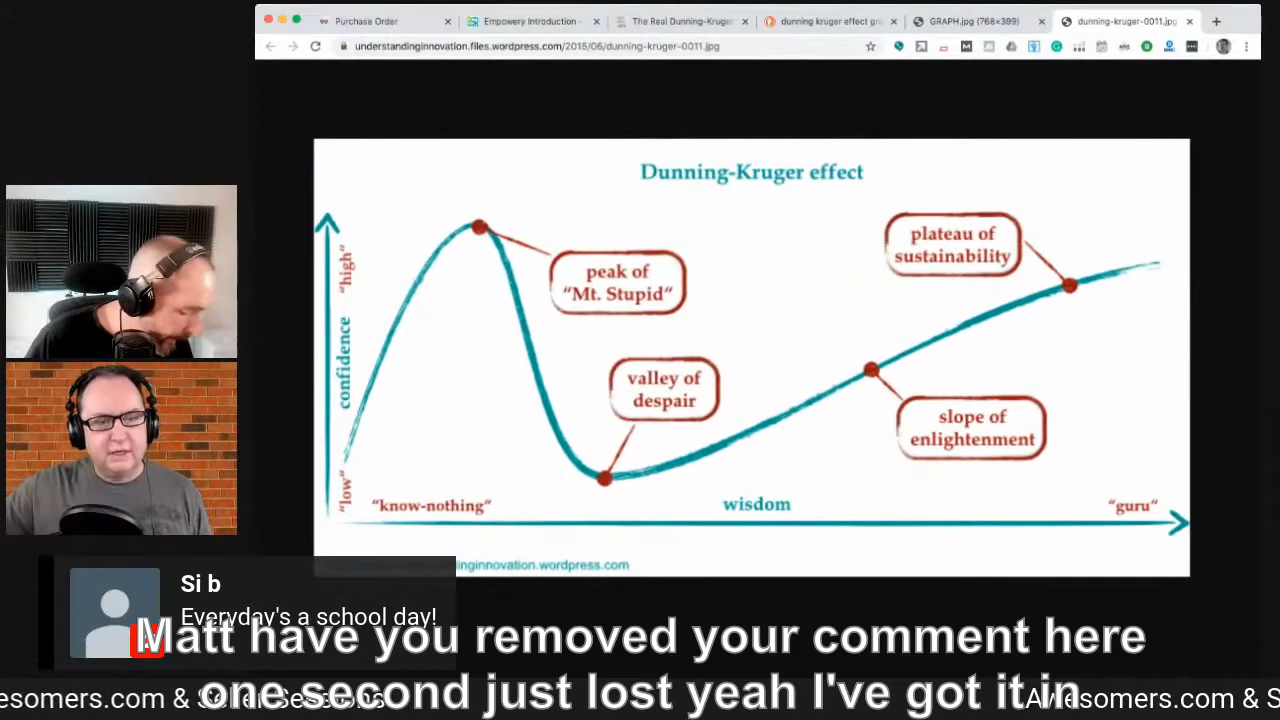 Purchase Order
Empowery Introduction -
The Real Dunning-Kruger
dunning kruger effect gra
GRAPH.jpg (768×399)
dunning-kruger-0011.jpg
understandinginnovation.files.wordpress.com/2015/06/dunning-kruger-0011.jpg
Dunning-Kruger effect
"high"
confidence
"low"
peak of
"Mt. Stupid"
valley of
despair
plateau of
sustainability
slope of
enlightenment
"know-nothing"
wisdom
"guru"
inginnovation.wordpress.com
Si b
Everyday's a school day!
Matt have you removed your comment here
one second just lost yeah I've got it in
wesomers.com & Seller Sessions
Awesomers.com & S